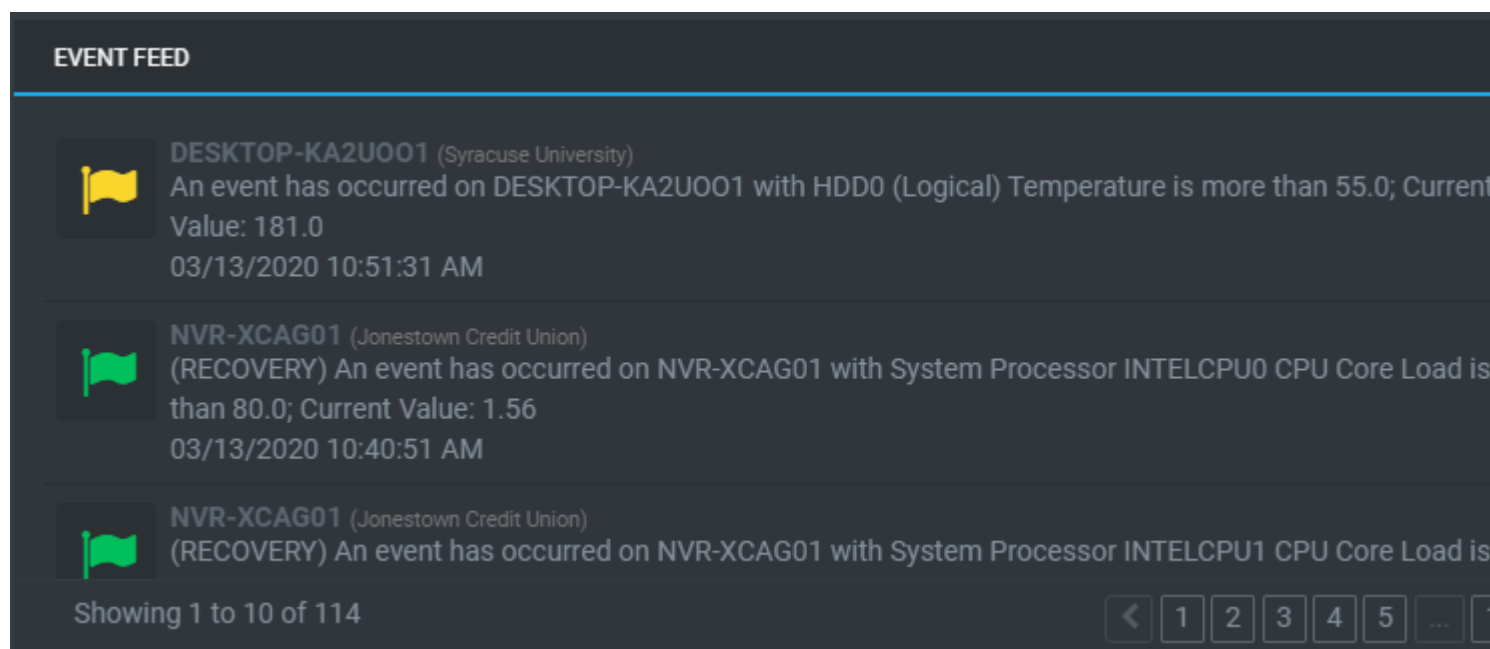 EVENT FEED
DESKTOP-KA2UOO1 (Syracuse University)
An event has occurred on DESKTOP-KA2UOO1 with HDD0 (Logical) Temperature is more than 55.0; Current
Value: 181.0
03/13/2020 10:51:31 AM
NVR-XCAG01 (Jonestown Credit Union)
(RECOVERY) An event has occurred on NVR-XCAG01 with System Processor INTELCPU0 CPU Core Load is
than 80.0; Current Value: 1.56
03/13/2020 10:40:51 AM
NVR-XCAG01 (Jonestown Credit Union)
(RECOVERY) An event has occurred on NVR-XCAG01 with System Processor INTELCPU1 CPU Core Load is
Showing 1 to 10 of 114 1 2 3 4 5 ...